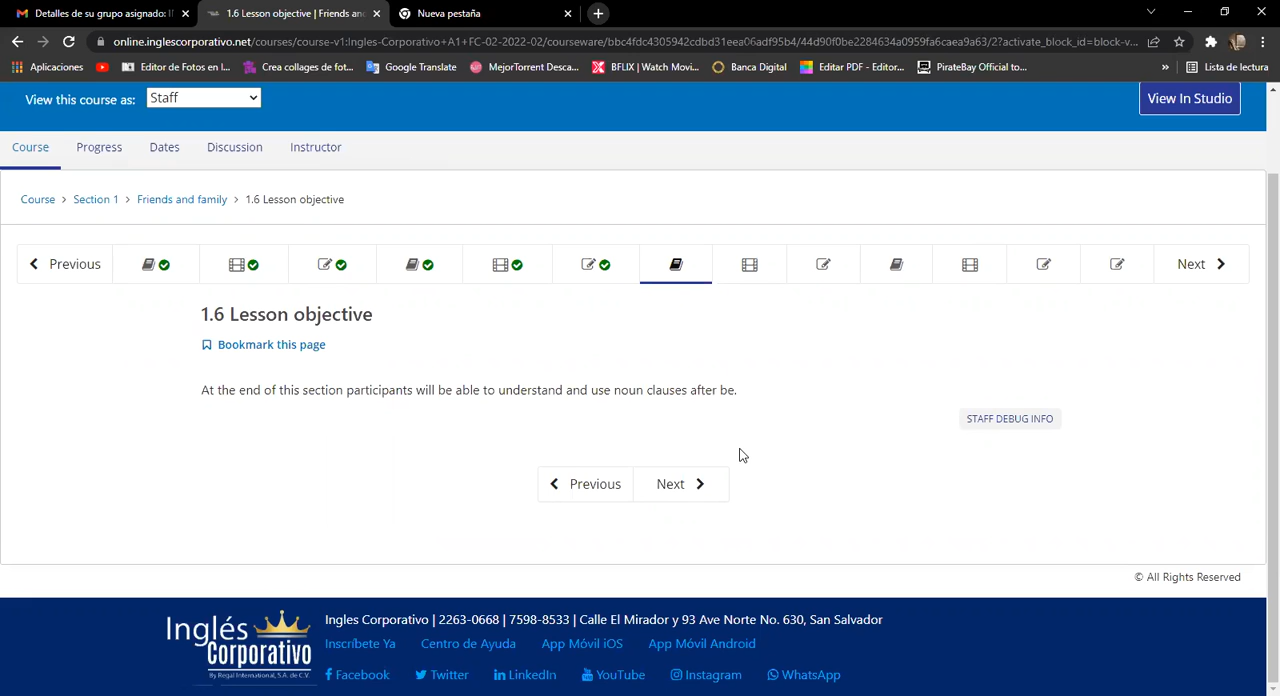 Detalles de su grupo asignado: I
1.6 Lesson objective | Friends and
Nueva pestaña
online.inglescorporativo.net/courses/course-v1:Ingles-Corporativo+A1+FC-02-2022-02/courseware/bbc4fdc4305942cdbd31eea06adf95b4/44d90f0be2284634a0959fa6caea9a63/2?activate_block_id=block-v...
Aplicaciones
Editor de Fotos en l...
Crea collages de fot...
Google Translate
MejorTorrent Desca...
BFLIX | Watch Movi...
Banca Digital
Editar PDF - Editor...
PirateBay Official to...
»
Lista de lectura
View this course as:
Staff
View In Studio
Course
Progress
Dates
Discussion
Instructor
Course > Section 1 > Friends and family > 1.6 Lesson objective
Previous
Next
1.6 Lesson objective
Bookmark this page
At the end of this section participants will be able to understand and use noun clauses after be.
STAFF DEBUG INFO
Previous
Next
© All Rights Reserved
Inglés
Corporativo
By Regal International, S.A. de C.V.
Ingles Corporativo | 2263-0668 | 7598-8533 | Calle El Mirador y 93 Ave Norte No. 630, San Salvador
Inscríbete Ya
Centro de Ayuda
App Móvil iOS
App Móvil Android
Facebook
Twitter
LinkedIn
YouTube
Instagram
WhatsApp